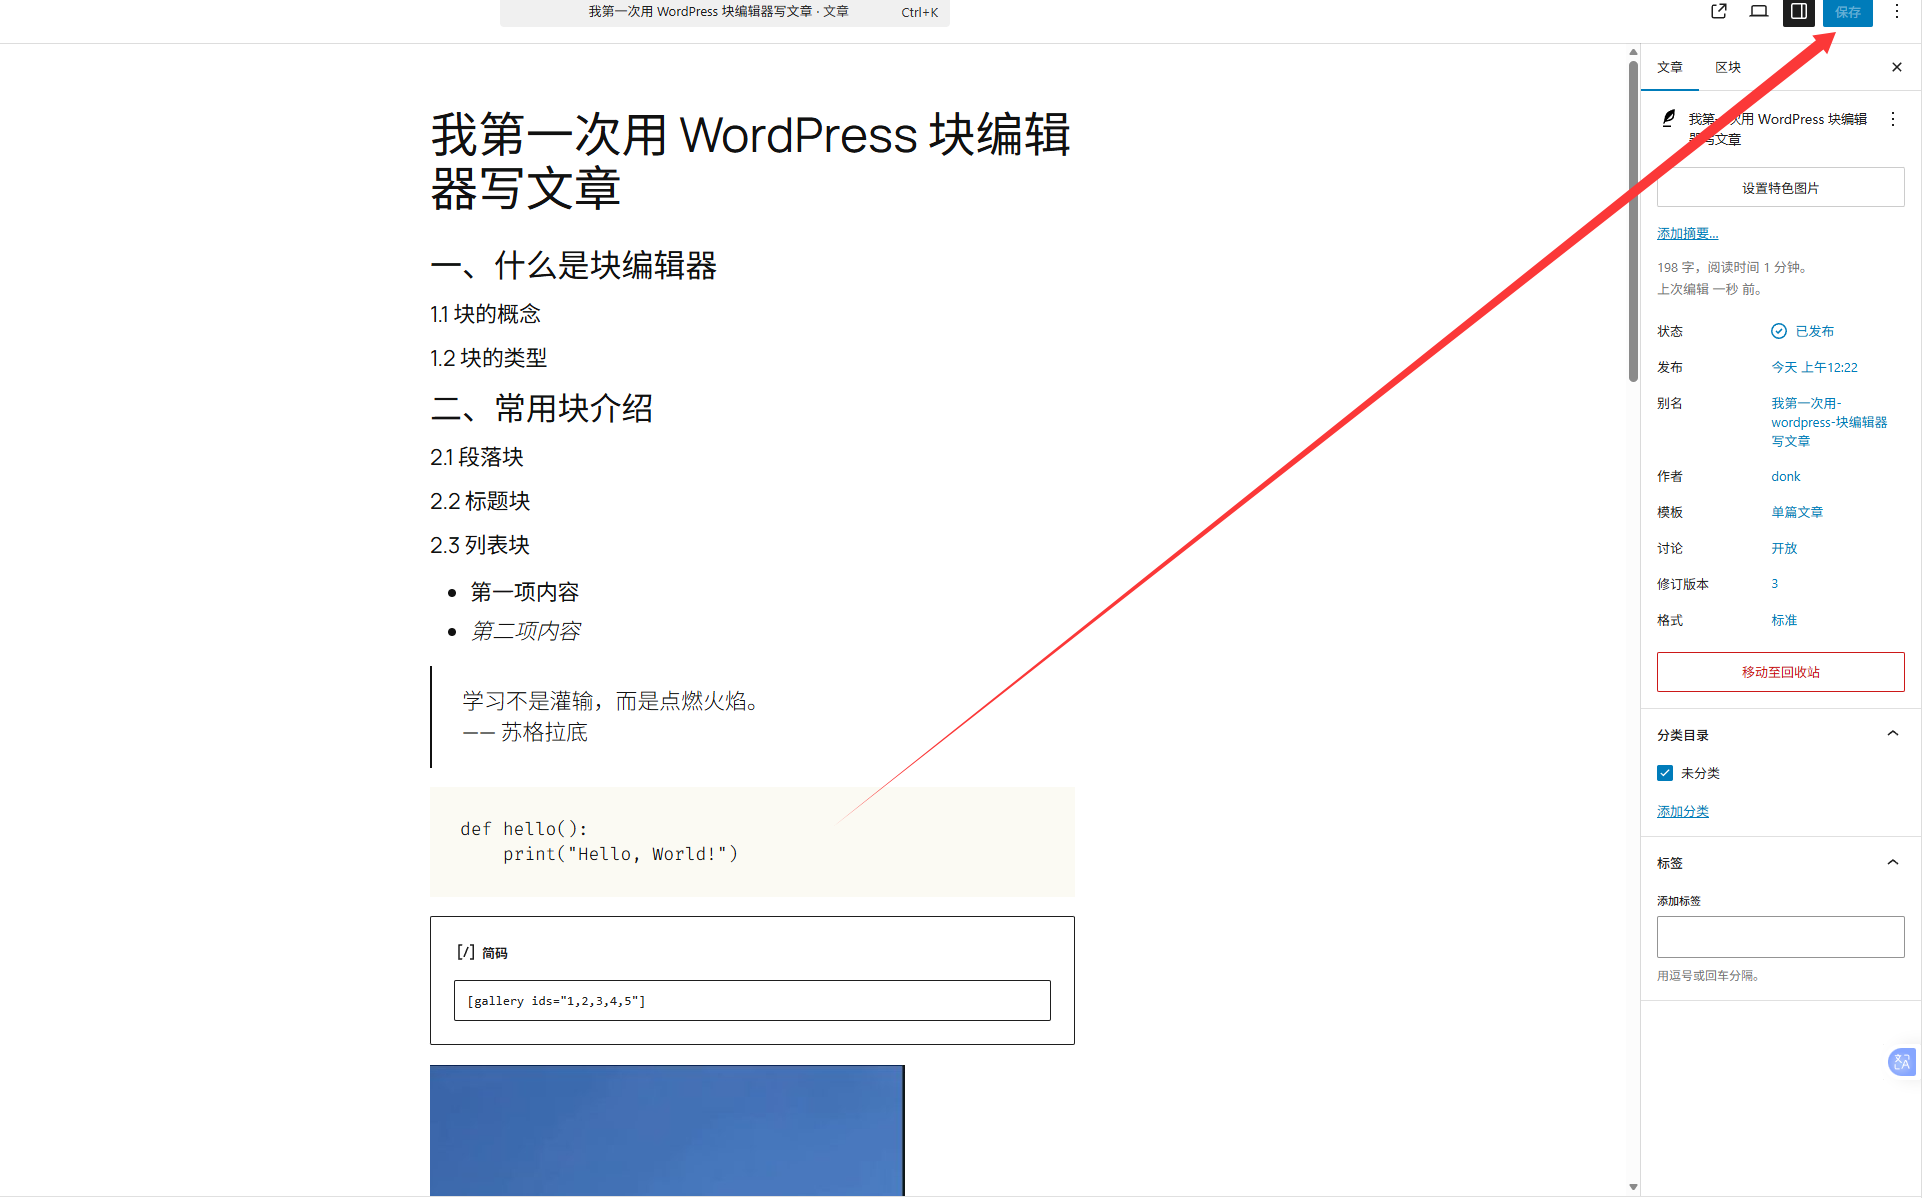 我第一次用 WordPress 块编辑器写文章 · 文章
Ctrl+K
保存
我第一次用 WordPress 块编辑
器写文章
一、什么是块编辑器
1.1 块的概念
1.2 块的类型
二、常用块介绍
2.1 段落块
2.2 标题块
2.3 列表块
第一项内容
第二项内容
学习不是灌输，而是点燃火焰。
—— 苏格拉底
def hello():
    print("Hello, World!")
[/] 简码
[gallery ids="1,2,3,4,5"]
文章 区块
我第一次用 WordPress 块编辑
器写文章
设置特色图片
添加摘要...
198 字，阅读时间 1 分钟。
上次编辑 一秒 前。
状态 已发布
发布 今天 上午12:22
别名 我第一次用-
wordpress-块编辑器
写文章
作者 donk
模板 单篇文章
讨论 开放
修订版本 3
格式 标准
移动至回收站
分类目录
未分类
添加分类
标签
添加标签
用逗号或回车分隔。